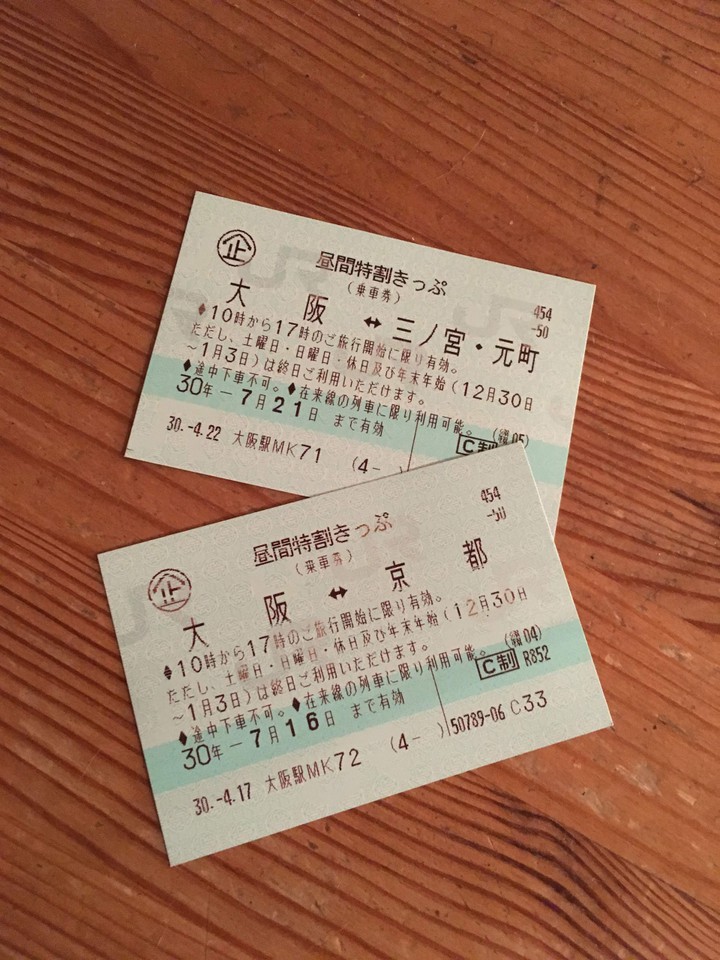 企
昼間特割きっぷ
(乗車券)
454
-50
大阪 ↔ 三ノ宮・元町
♦10時から17時のご旅行開始に限り有効。
ただし、土曜日・日曜日・休日及び年末年始(12月30日
~1月3日)は終日ご利用いただけます。
♦途中下車不可。♦在来線の列車に限り利用可能。
30年-7月21日 まで有効
C制
30.-4.22 大阪駅MK71 (4- )
企
昼間特割きっぷ
(乗車券)
454
-50
大阪 ↔ 京都
♦10時から17時のご旅行開始に限り有効。
ただし、土曜日・日曜日・休日及び年末年始(12月30日
~1月3日)は終日ご利用いただけます。
♦途中下車不可。♦在来線の列車に限り利用可能。
30年-7月16日 まで有効
C制 R852
30.-4.17 大阪駅MK72 (4- ) 50789-06 C33